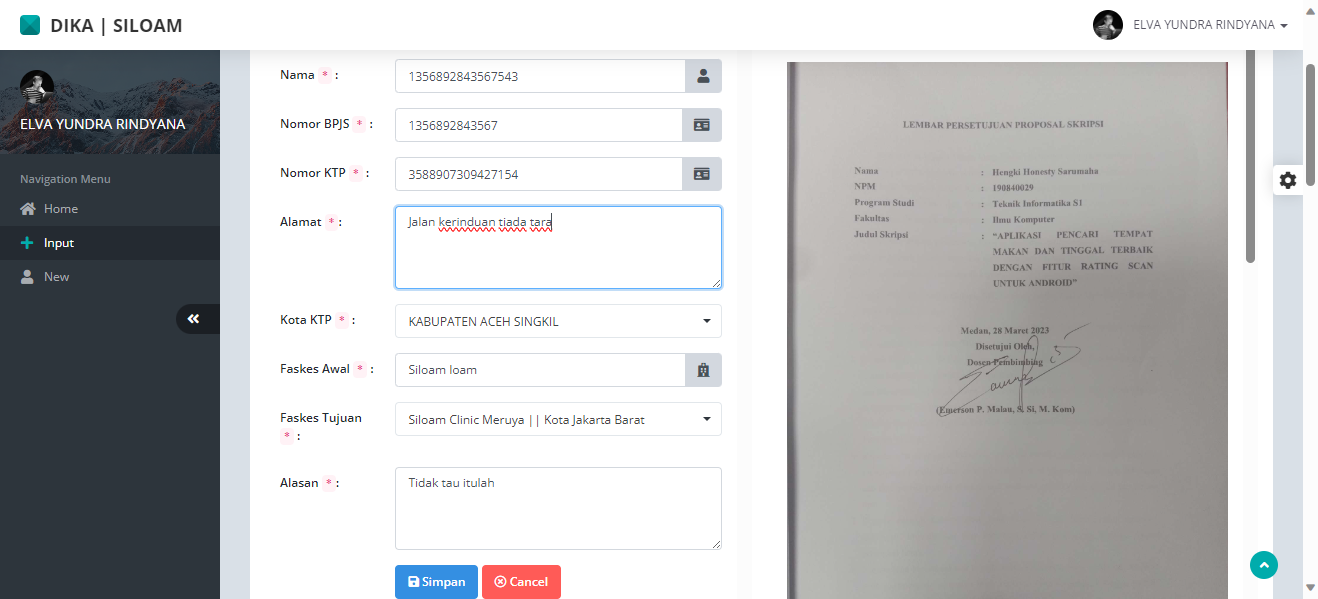 DIKA | SILOAM
ELVA YUNDRA RINDYANA
ELVA YUNDRA RINDYANA
Navigation Menu
Home
Input
New
Nama * :
1356892843567543
Nomor BPJS * :
1356892843567
Nomor KTP * :
3588907309427154
Alamat * :
Jalan kerinduan tiada tara
Kota KTP * :
KABUPATEN ACEH SINGKIL
Faskes Awal * :
Siloam loam
Faskes Tujuan
* :
Siloam Clinic Meruya || Kota Jakarta Barat
Alasan * :
Tidak tau itulah
Simpan
Cancel
LEMBAR PERSETUJUAN PROPOSAL SKRIPSI
Nama : Hengki Honesty Sarumaha
NPM : 190840029
Program Studi : Teknik Informatika S1
Fakultas : Ilmu Komputer
Judul Skripsi : "APLIKASI PENCARI TEMPAT
MAKAN DAN TINGGAL TERBAIK
DENGAN FITUR RATING SCAN
UNTUK ANDROID"
Medan, 28 Maret 2023
Disetujui Oleh,
Dosen Pembimbing
(Emerson P. Malau, S. Si, M. Kom)